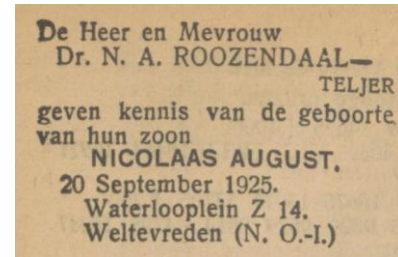 De Heer en Mevrouw
Dr. N. A. ROOZENDAAL—
TELJER
geven kennis van de geboorte
van hun zoon
NICOLAAS AUGUST.
20 September 1925.
Waterlooplein Z 14.
Weltevreden (N. O.-I.)